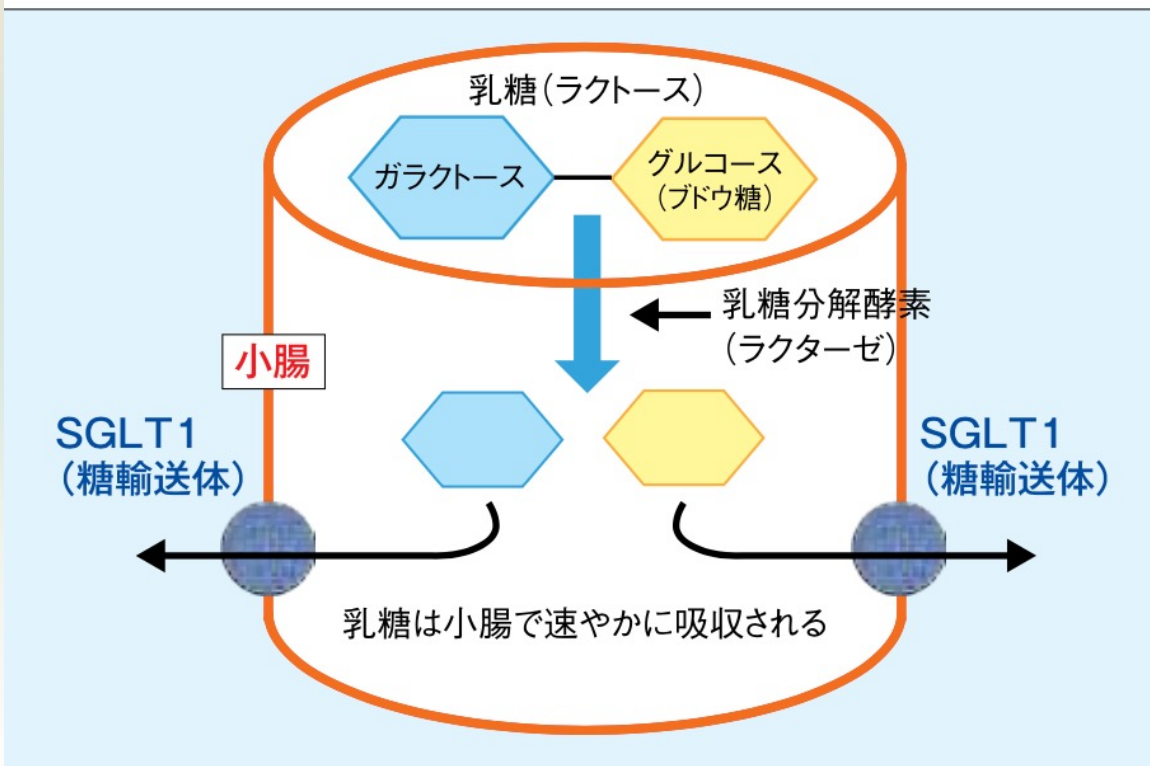 乳糖(ラクトース)
ガラクトース
グルコース
(ブドウ糖)
乳糖分解酵素
(ラクターゼ)
小腸
SGLT1
(糖輸送体)
SGLT1
(糖輸送体)
乳糖は小腸で速やかに吸収される